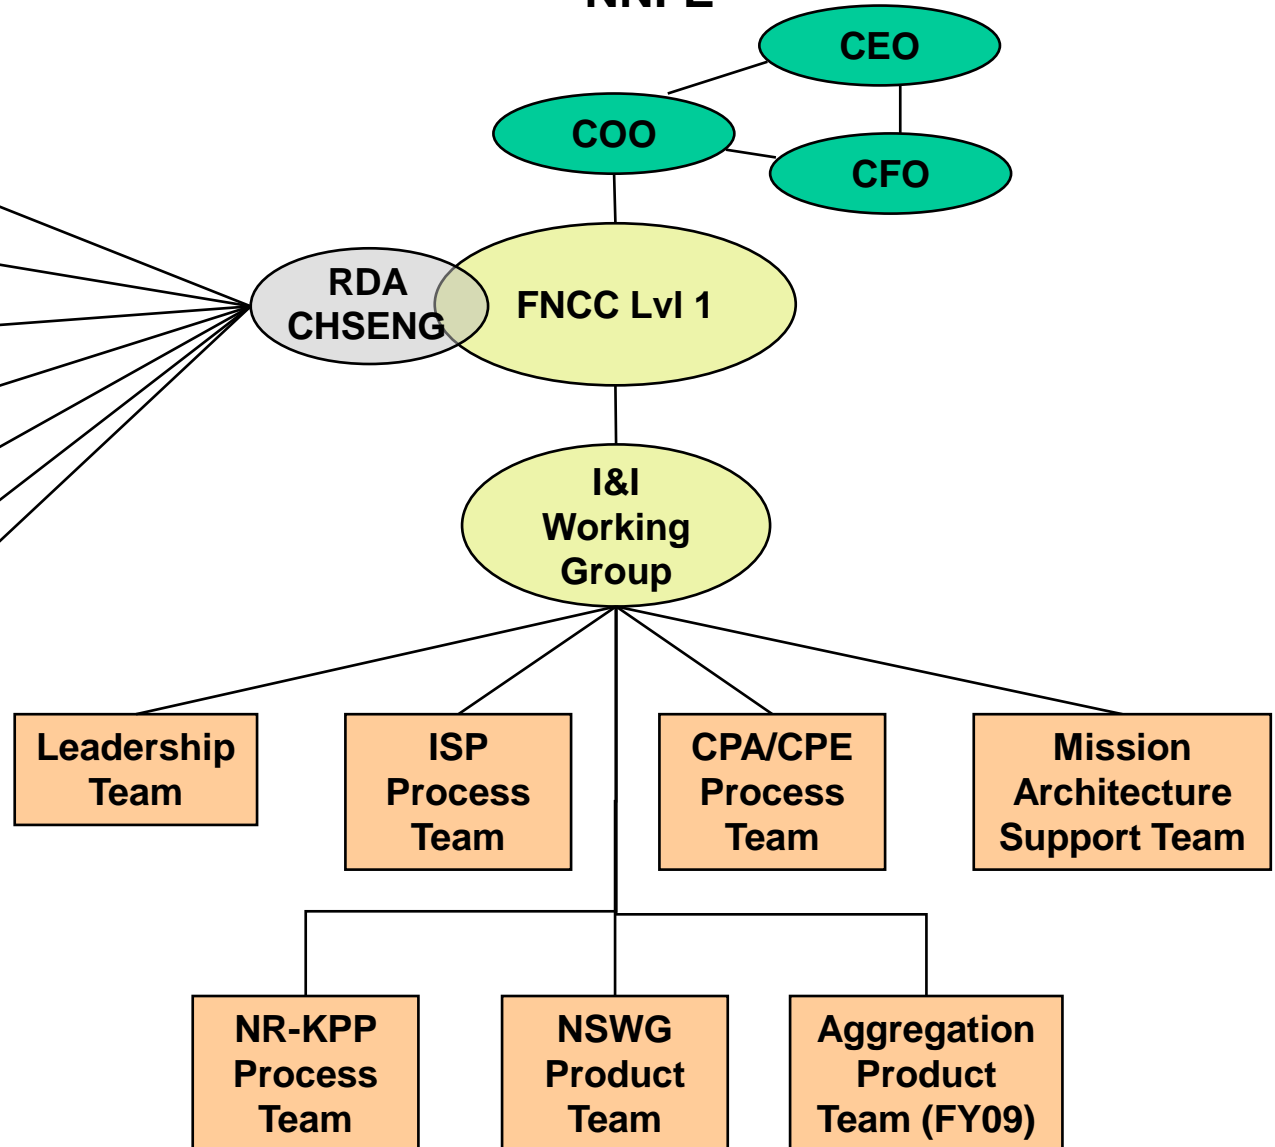 CEO
COO
CFO
RDA
CHSENG
FNCC Lvl 1
I&I
Working
Group
Leadership
Team
ISP
Process
Team
CPA/CPE
Process
Team
Mission
Architecture
Support Team
NR-KPP
Process
Team
NSWG
Product
Team
Aggregation
Product
Team (FY09)